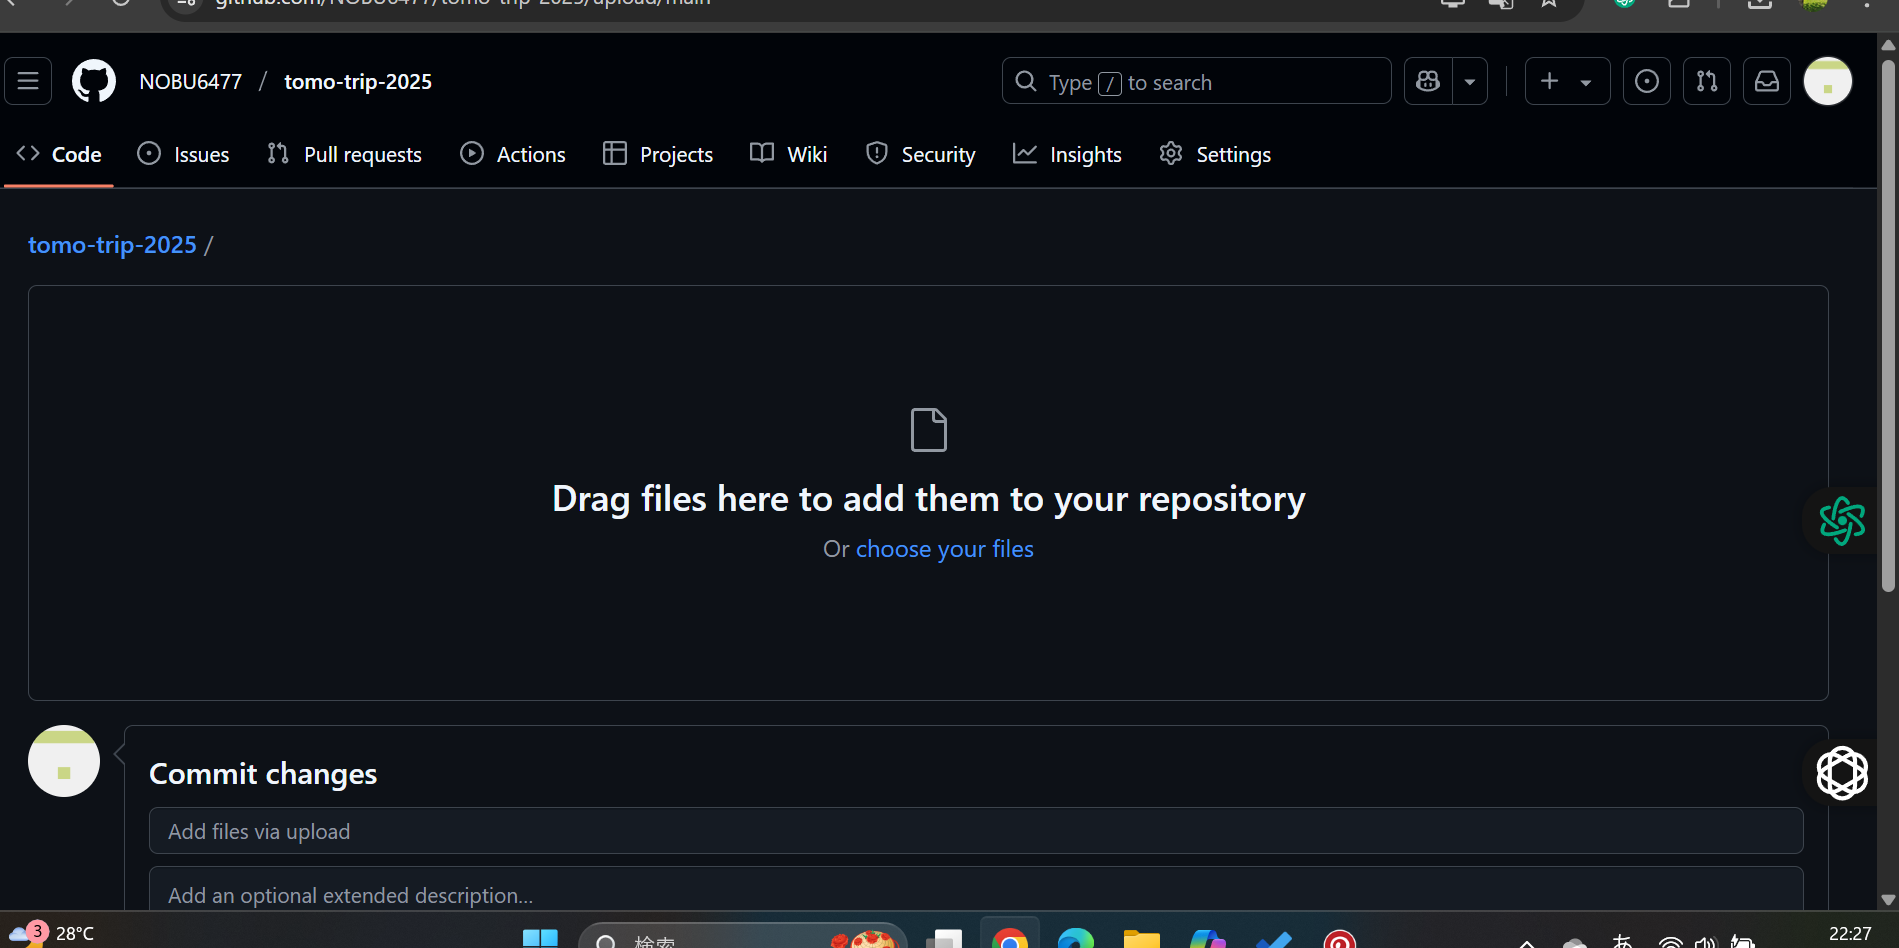 github.com/NOBU6477/tomo-trip-2025/upload/main
NOBU6477 / tomo-trip-2025
Type / to search
Code
Issues
Pull requests
Actions
Projects
Wiki
Security
Insights
Settings
tomo-trip-2025 /
Drag files here to add them to your repository
Or choose your files
Commit changes
Add files via upload
Add an optional extended description...
3
28°C
検索
あ
22:27